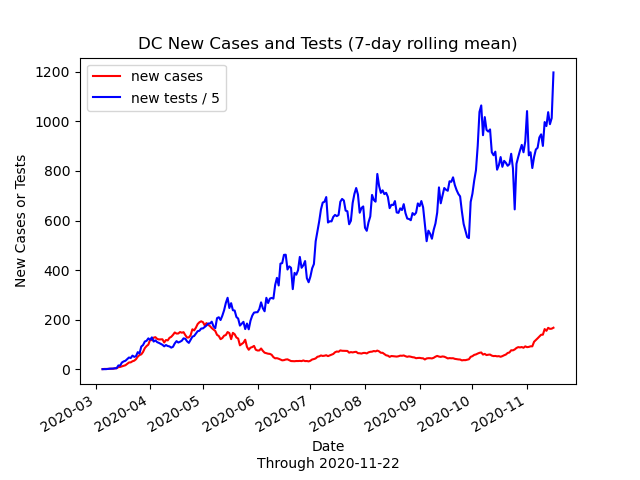 DC New Cases and Tests (7-day rolling mean)
new cases
new tests / 5
New Cases or Tests
1200
1000
800
600
400
200
0
2020-03
2020-04
2020-05
2020-06
2020-07
2020-08
2020-09
2020-10
2020-11
Date
Through 2020-11-22